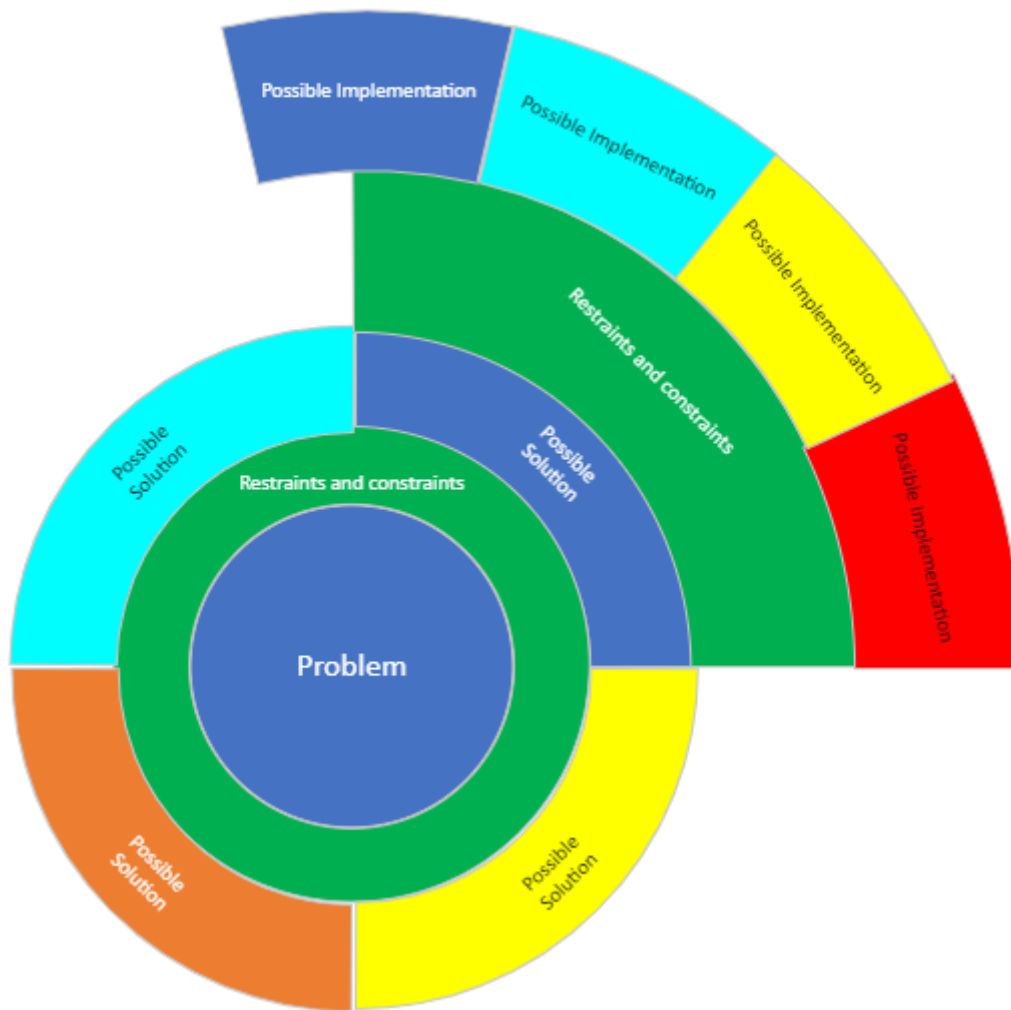 Possible Implementation
Possible Implementation
Possible Implementation
Possible Implementation
Restraints and constraints
Possible
Solution
Possible
Solution
Restraints and constraints
Problem
Possible
Solution
Possible
Solution